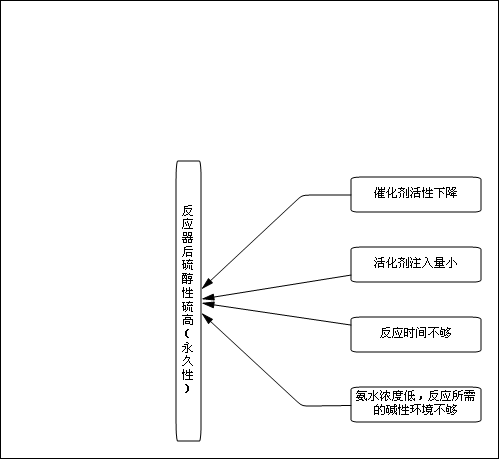 反应器后硫醇性硫高(永久性)
催化剂活性下降
活化剂注入量小
反应时间不够
氨水浓度低，反应所需
的碱性环境不够